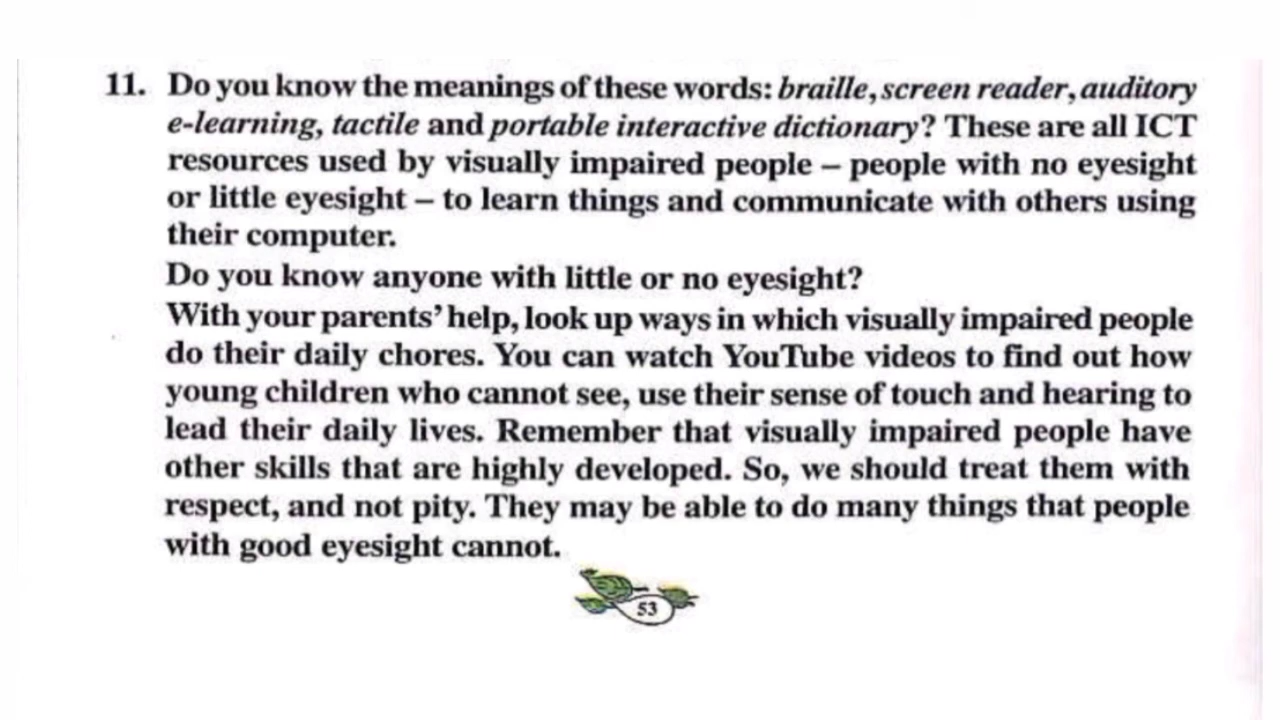 11. Do you know the meanings of these words: braille, screen reader, auditory
e-learning, tactile and portable interactive dictionary? These are all ICT
resources used by visually impaired people – people with no eyesight
or little eyesight – to learn things and communicate with others using
their computer.
Do you know anyone with little or no eyesight?
With your parents’ help, look up ways in which visually impaired people
do their daily chores. You can watch YouTube videos to find out how
young children who cannot see, use their sense of touch and hearing to
lead their daily lives. Remember that visually impaired people have
other skills that are highly developed. So, we should treat them with
respect, and not pity. They may be able to do many things that people
with good eyesight cannot.
53